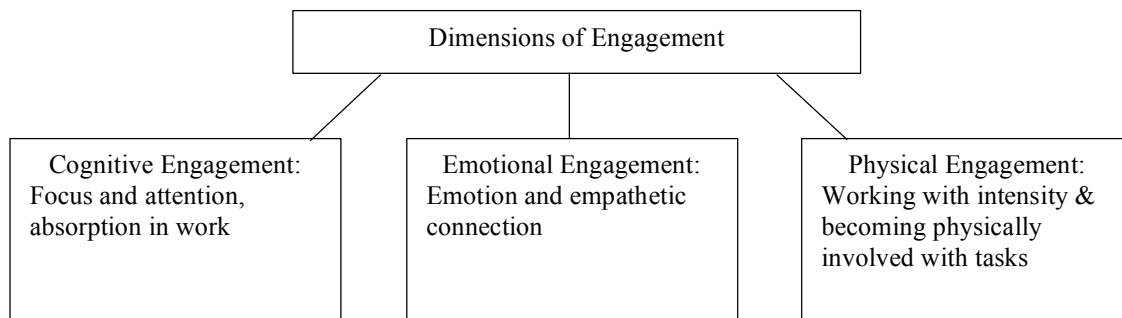 Dimensions of Engagement
Cognitive Engagement:
Focus and attention,
absorption in work
Emotional Engagement:
Emotion and empathetic
connection
Physical Engagement:
Working with intensity &
becoming physically
involved with tasks